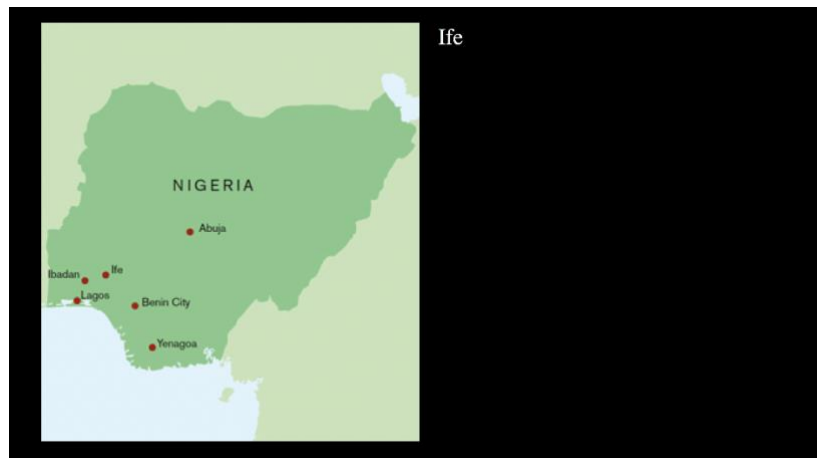 Ife
NIGERIA
Abuja
Ibadan
Ife
Lagos
Benin City
Yenagoa